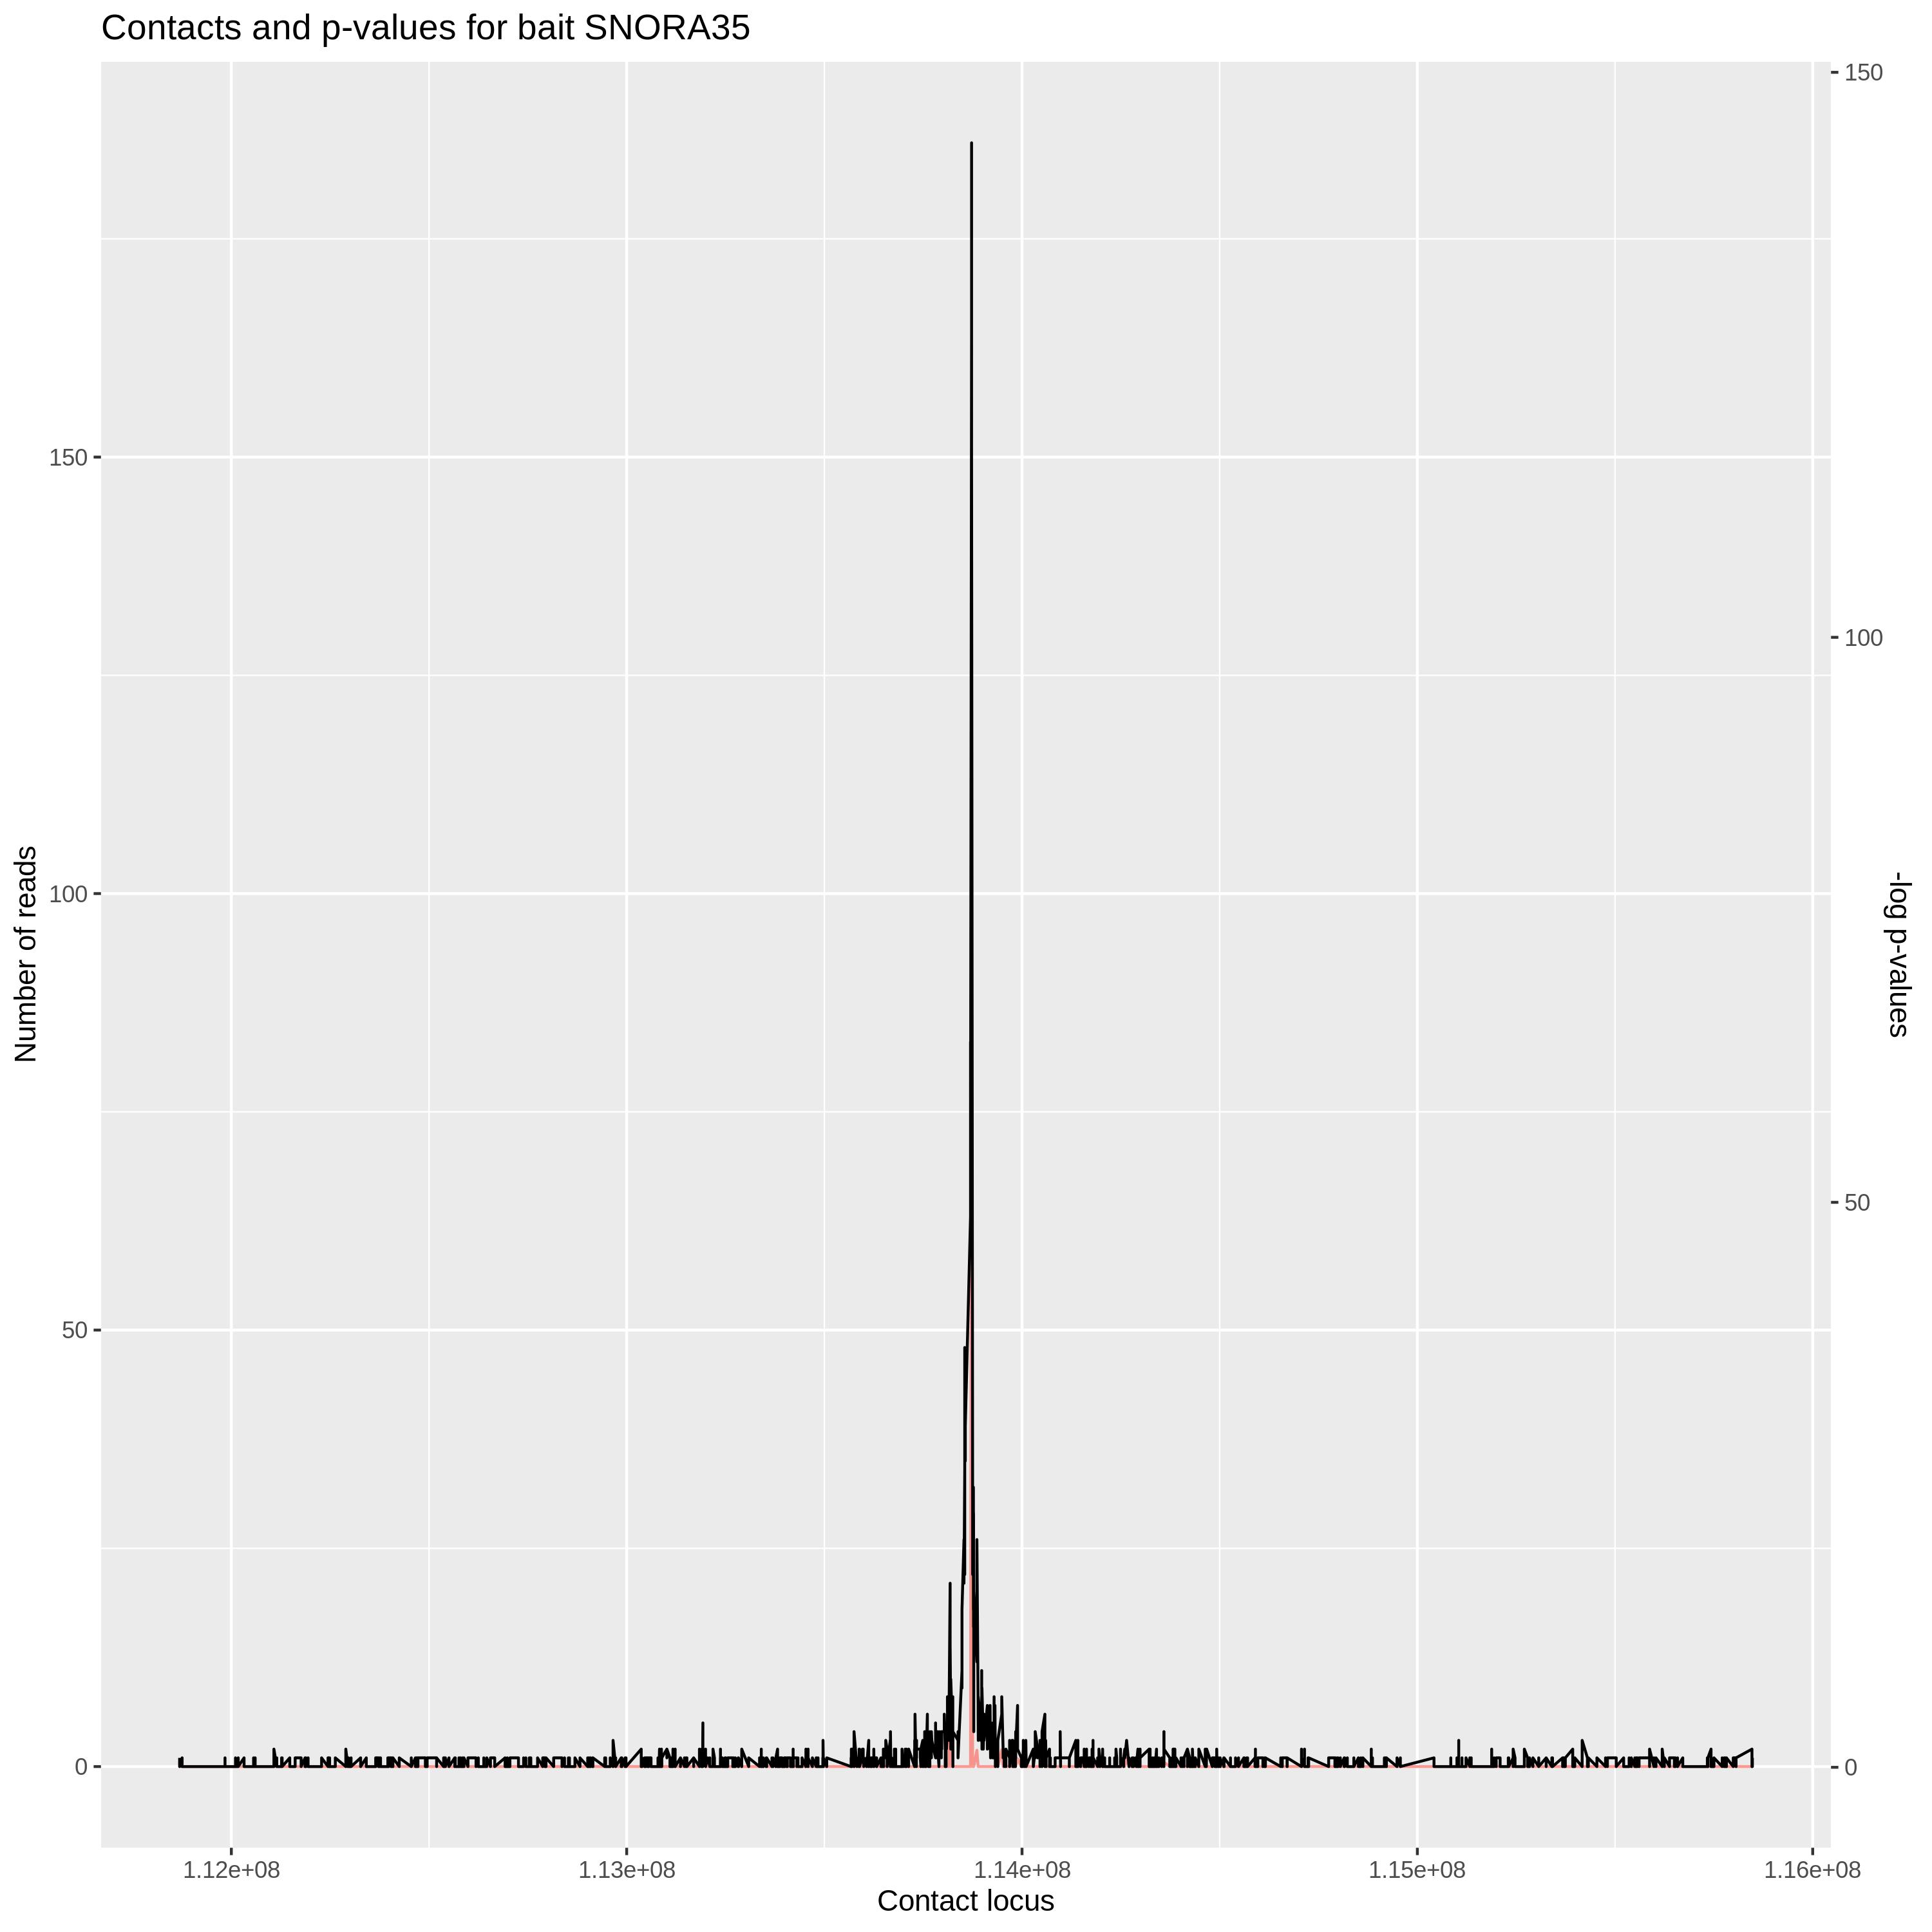 Contacts and p-values for bait SNORA35
150
150
100
100
50
50
0
0
Number of reads
-log p-values
1.12e+08 1.13e+08 1.14e+08 1.15e+08 1.16e+08
Contact locus